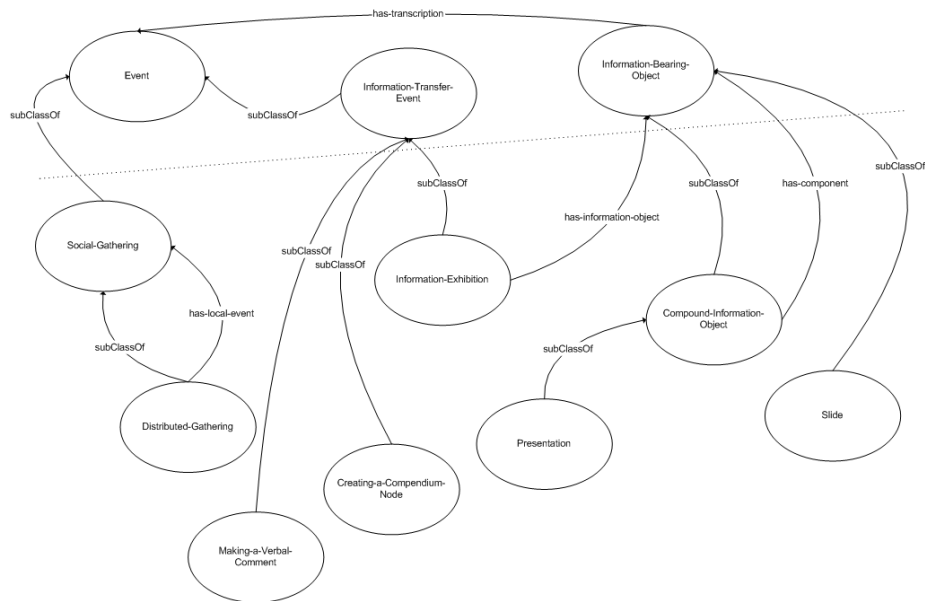 has-transcription
Event
Information-Transfer-
Event
Information-Bearing-
Object
subClassOf
subClassOf
subClassOf
subClassOf
subClassOf
has-component
Social-Gathering
has-information-object
subClassOf
subClassOf
Information-Exhibition
has-local-event
Compound-Information-
Object
subClassOf
subClassOf
Distributed-Gathering
Presentation
Slide
Creating-a-Compendium-
Node
Making-a-Verbal-
Comment